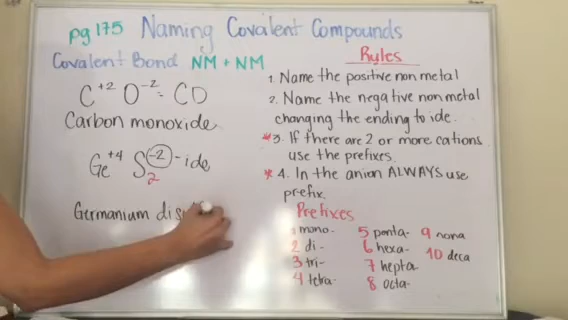 pg 175 Naming Covalent Compounds
Covalent Bond NM + NM
C+2 O-2 = CO
Carbon monoxide
Ge+4 S2 -2 -ide
Germanium
Rules
1. Name the positive non metal
2. Name the negative nonmetal
changing the ending to ide.
*3. If there are 2 or more cations
use the prefixes.
*4. In the anion ALWAYS use
prefix.
Prefixes
1 mono-
2 di-
3 tri-
4 tetra-
5 penta-
6 hexa-
7 hepta-
8 octa-
9 nona
10 deca